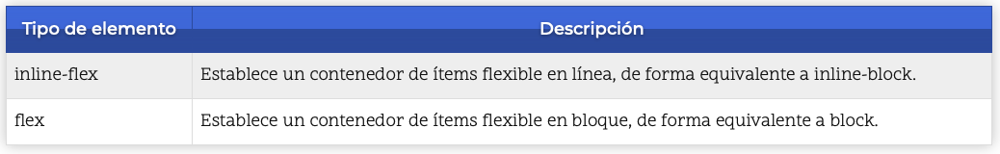 Tipo de elemento Descripción
inline-flex Establece un contenedor de ítems flexible en línea, de forma equivalente a inline-block.
flex Establece un contenedor de ítems flexible en bloque, de forma equivalente a block.